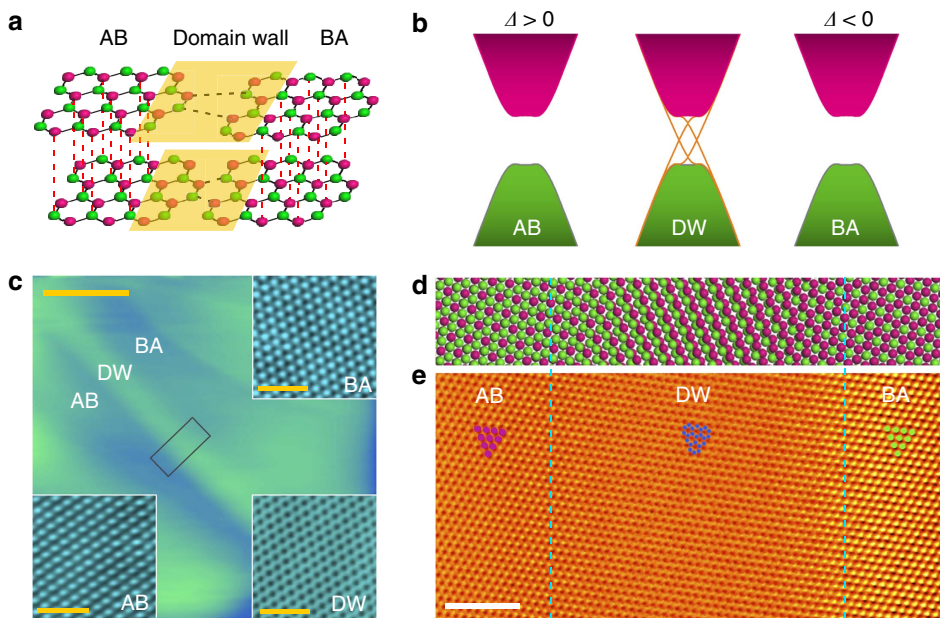 a
AB Domain wall BA
b
Δ > 0 Δ < 0
AB DW BA
c
BA
DW
AB
BA
AB
DW
d
e
AB DW BA